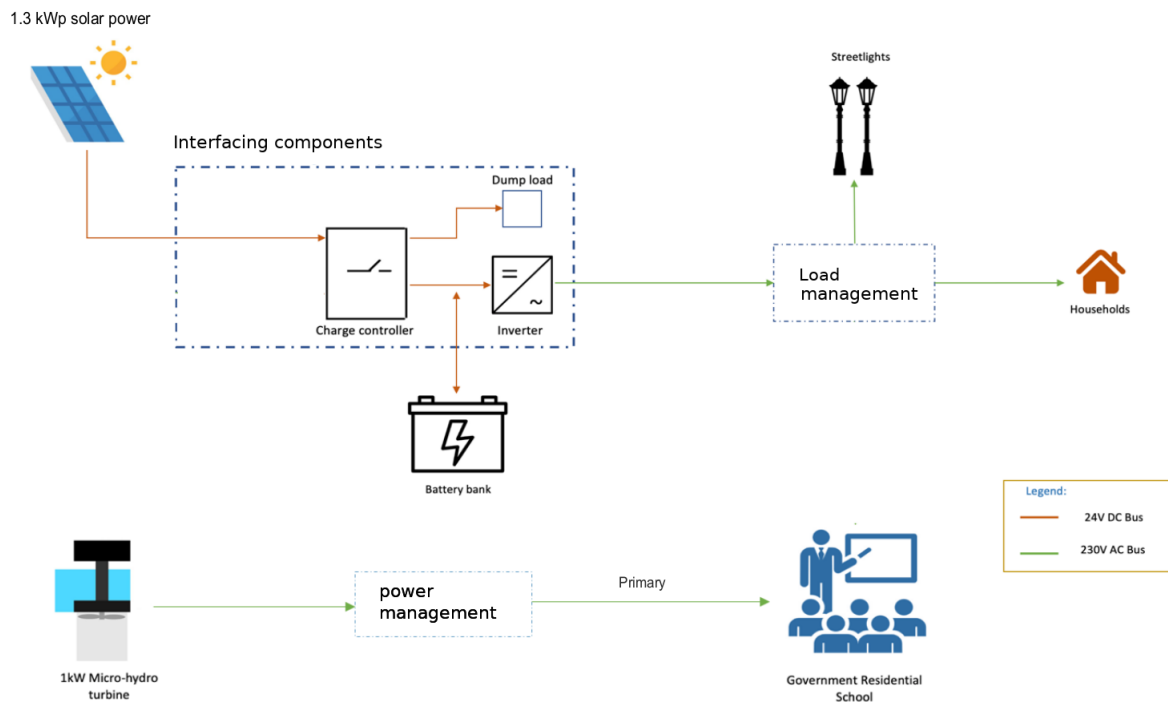 1.3 kWp solar power
Streetlights
Interfacing components
Dump load
Load
management
Households
Charge controller
Inverter
Battery bank
Legend:
24V DC Bus
230V AC Bus
power
management
Primary
1kW Micro-hydro
turbine
Government Residential
School